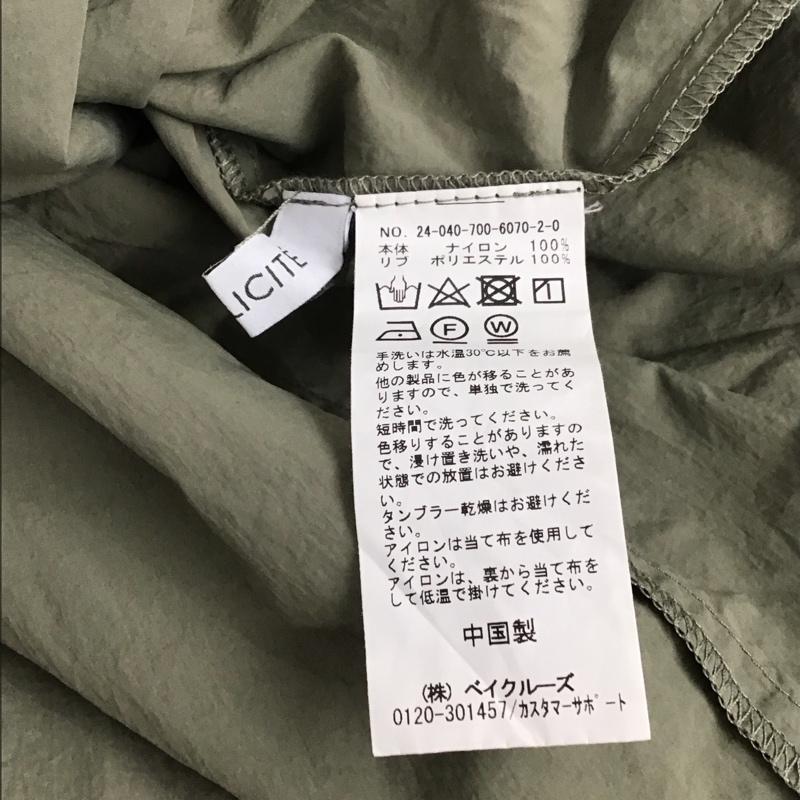 LICITÉ
NO. 24-040-700-6070-2-0
本体 ナイロン 100%
リブ ポリエステル 100%
1
F W
手洗いは水温30℃以下をお薦
めします。
他の製品に色が移ることがあ
りますので、単独で洗ってく
ださい。
短時間で洗ってください。
色移りすることがありますの
で、浸け置き洗いや、濡れた
状態での放置はお避けくださ
い。
タンブラー乾燥はお避けくだ
さい。
アイロンは当て布を使用して
ください。
アイロンは、裏から当て布を
して低温で掛けてください。
中国製
(株) ベイクルーズ
0120-301457/カスタマーサポート